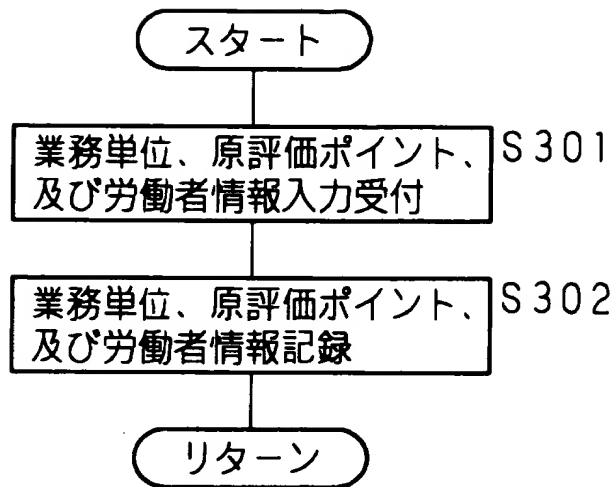 スタート
業務単位、原評価ポイント、
及び労働者情報入力受付
S301
業務単位、原評価ポイント、
及び労働者情報記録
S302
リターン